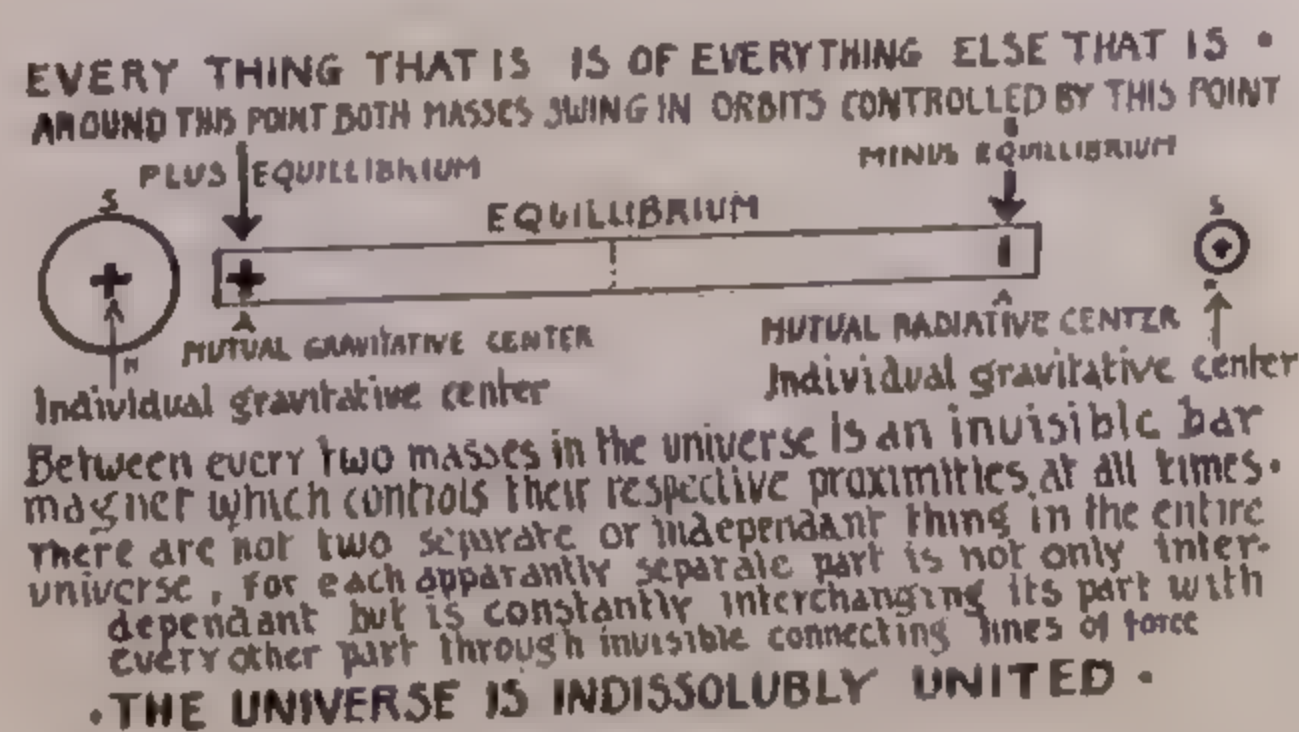 EVERY THING THAT IS IS OF EVERYTHING ELSE THAT IS •
AROUND THIS POINT BOTH MASSES SWING IN ORBITS CONTROLLED BY THIS POINT
PLUS EQUILLIBRIUM
MINUS EQUILLIBRIUM
EQUILLIBRIUM
S
S
N
MUTUAL GRAVITATIVE CENTER
MUTUAL RADIATIVE CENTER
Individual gravitative center
Individual gravitative center
Between every two masses in the universe is an invisible bar
magnet which controls their respective proximities at all times.
There are not two separate or independant thing in the entire
universe, for each apparantly separate part is not only inter-
dependant but is constantly interchanging its part with
every other part through invisible connecting lines of force
• THE UNIVERSE IS INDISSOLUBLY UNITED •